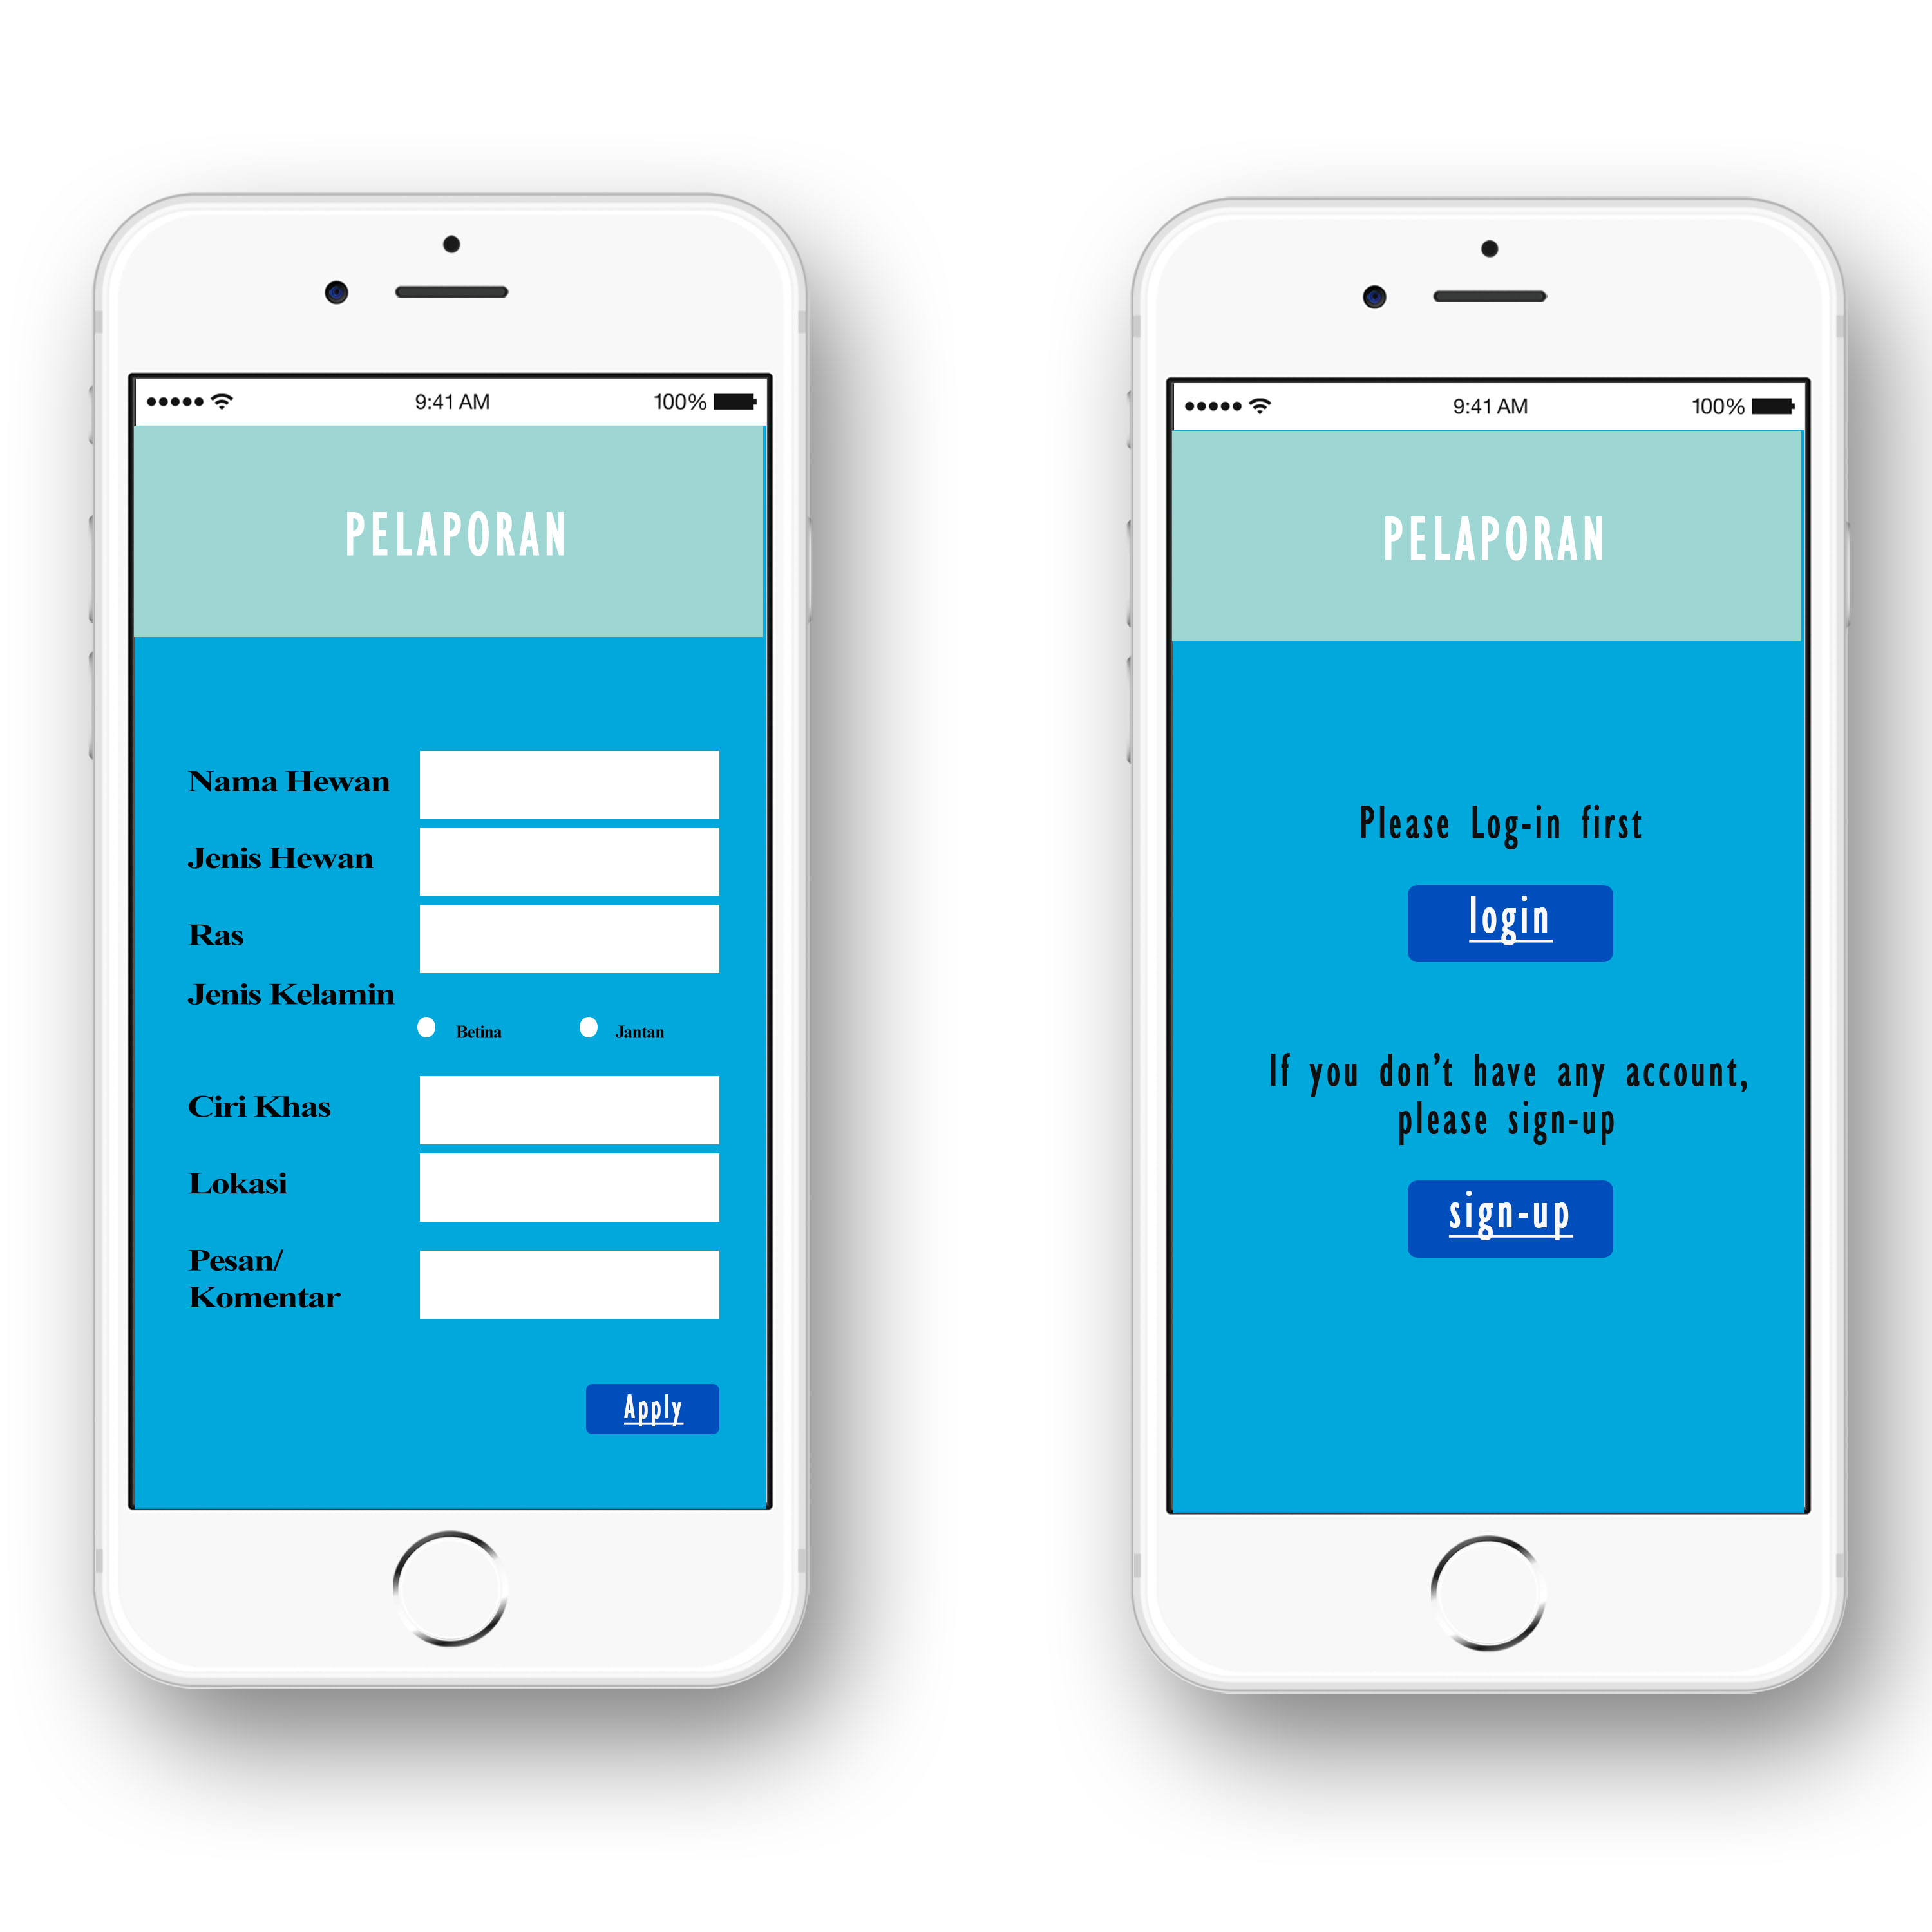 9:41 AM
100%
PELAPORAN
Nama Hewan
Jenis Hewan
Ras
Jenis Kelamin
Betina
Jantan
Ciri Khas
Lokasi
Pesan/
Komentar
Apply
9:41 AM
100%
PELAPORAN
Please Log-in first
login
If you don’t have any account,
please sign-up
sign-up